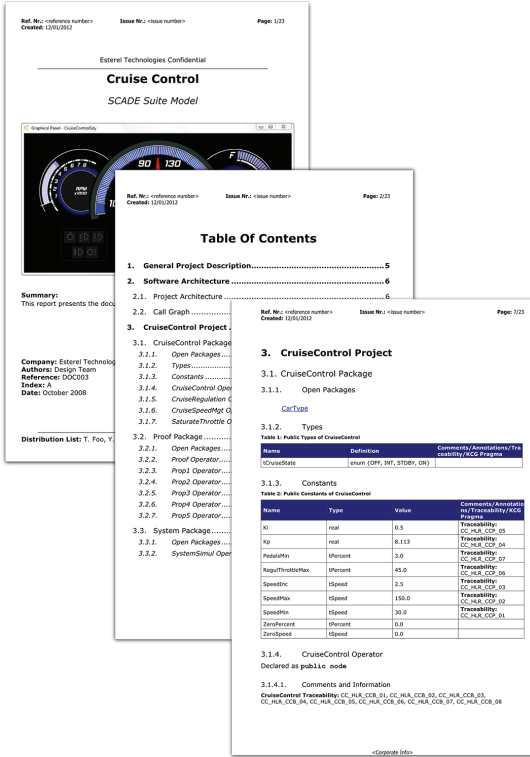 Ref. Nr.: <reference number> Issue Nr.: <issue number> Page: 1/23
Created: 12/01/2012
Esterel Technologies Confidential
Cruise Control
SCADE Suite Model
Graphical Panel - CruiseControlTidy
90 130
RPM
x1000
F
Summary:
This report presents the docu
Company: Esterel Technolog
Authors: Design Team
Reference: DOC003
Index: A
Date: October 2008
Distribution List: T. Foo, Y.
Ref. Nr.: <reference number> Issue Nr.: <issue number> Page: 2/23
Created: 12/01/2012
Table Of Contents
1. General Project Description 5
2. Software Architecture 6
2.1. Project Architecture 6
2.2. Call Graph
3. CruiseControl Project
3.1. CruiseControl Package
3.1.1. Open Packages
3.1.2. Types
3.1.3. Constants
3.1.4. CruiseControl Oper
3.1.5. CruiseRegulation O
3.1.6. CruiseSpeedMgt O
3.1.7. SaturateThrottle O
3.2. Proof Package
3.2.1. Open Packages
3.2.2. Proof Operator
3.2.3. Prop1 Operator
3.2.4. Prop2 Operator
3.2.5. Prop3 Operator
3.2.6. Prop4 Operator
3.2.7. Prop5 Operator
3.3. System Package
3.3.1. Open Packages
3.3.2. SystemSimul Oper
Ref. Nr.: <reference number> Issue Nr.: <issue number> Page: 7/23
Created: 12/01/2012
3. CruiseControl Project
3.1. CruiseControl Package
3.1.1. Open Packages
CarType
3.1.2. Types
Table 1: Public Types of CruiseControl
Name Definition Comments/Annotations/Tra
ceability/KCG Pragma
tCruiseState enum {OFF, INT, STDBY, ON}
3.1.3. Constants
Table 2: Public Constants of CruiseControl
Name Type Value Comments/Annotatio
ns/Traceability/KCG
Pragma
Ki real 0.5 Traceability:
CC_HLR_CCP_05
Kp real 8.113 Traceability:
CC_HLR_CCP_04
PedalsMin tPercent 3.0 Traceability:
CC_HLR_CCP_07
RegulThrottleMax tPercent 45.0 Traceability:
CC_HLR_CCP_06
SpeedInc tSpeed 2.5 Traceability:
CC_HLR_CCP_03
SpeedMax tSpeed 150.0 Traceability:
CC_HLR_CCP_02
SpeedMin tSpeed 30.0 Traceability:
CC_HLR_CCP_01
ZeroPercent tPercent 0.0
ZeroSpeed tSpeed 0.0
3.1.4. CruiseControl Operator
Declared as public node
3.1.4.1. Comments and Information
CruiseControl Traceability: CC_HLR_CCB_01, CC_HLR_CCB_02, CC_HLR_CCB_03,
CC_HLR_CCB_04, CC_HLR_CCB_05, CC_HLR_CCB_06, CC_HLR_CCB_07, CC_HLR_CCB_08
<Corporate Info>